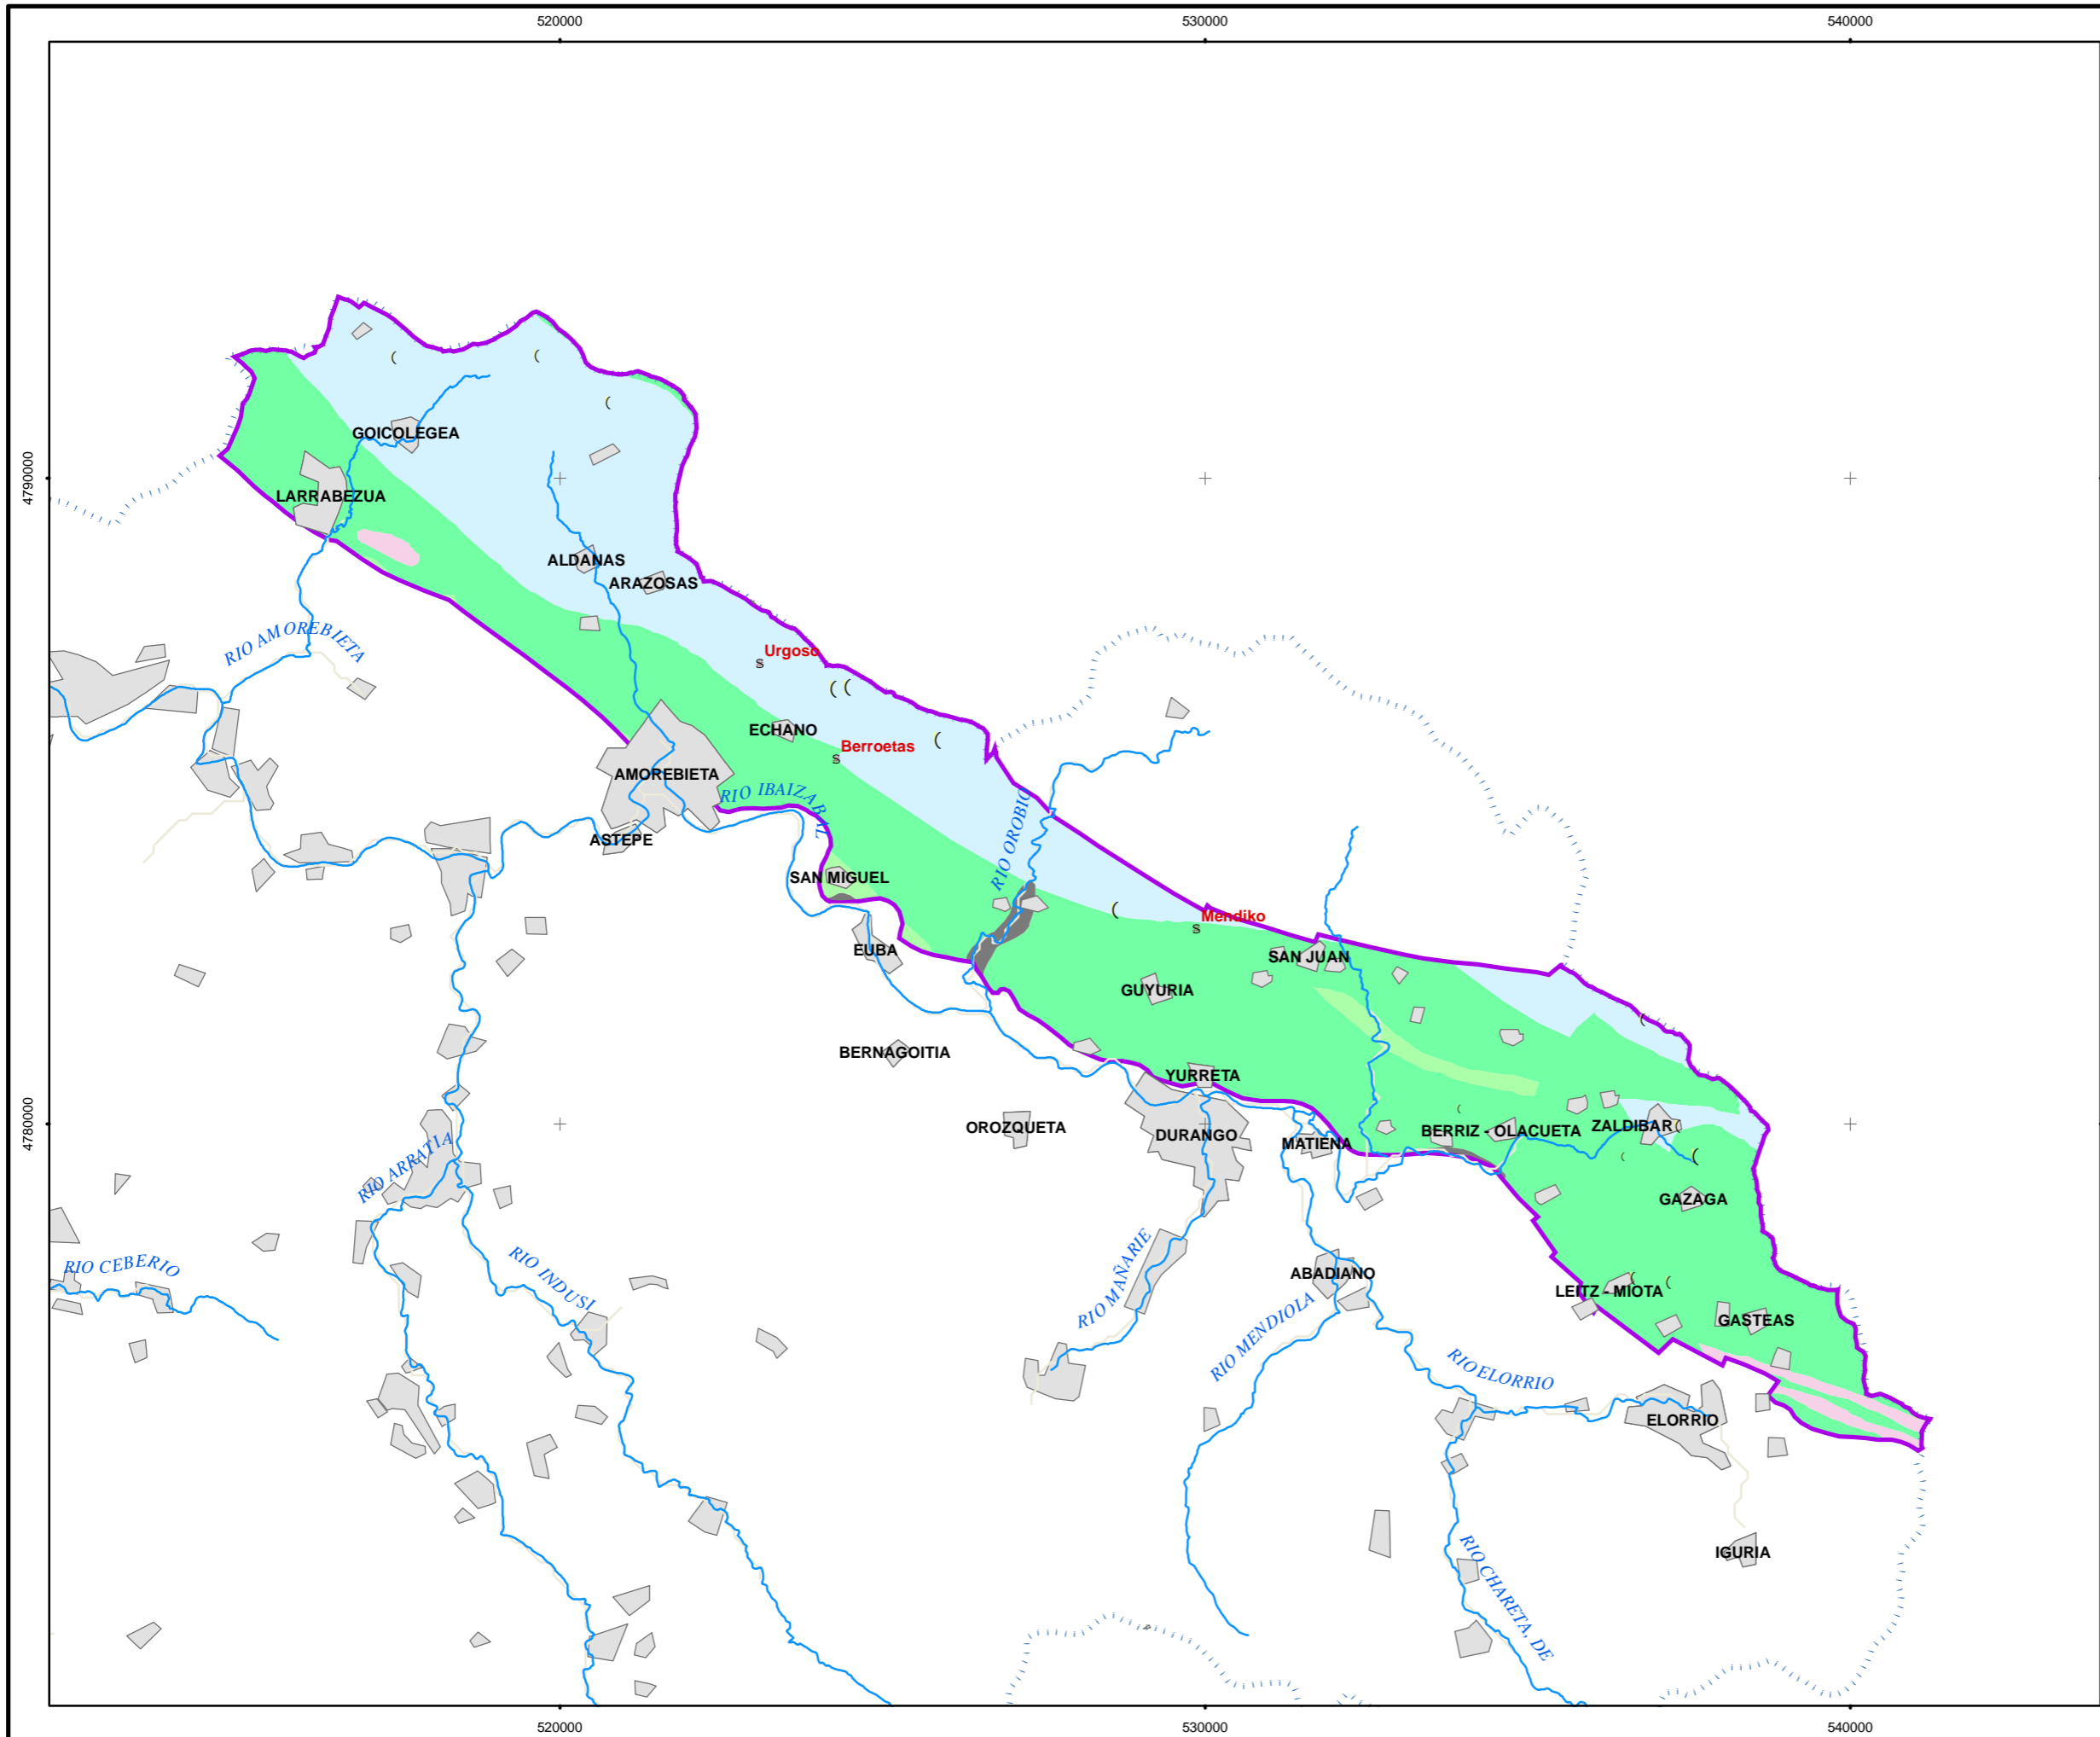 520000
530000
540000
4790000
GOICOLEGEA
LARRABEZUA
ALDANAS
ARAZOSAS
RIO AMOREBIETA
Urgoso
ECHANO
Berroetas
AMOREBIETA
RIO IBAIZABAL
RIO OROBIO
ASTEPE
SAN MIGUEL
Mendiko
EUBA
SAN JUAN
GUYURIA
BERNAGOITIA
YURRETA
4780000
OROZQUETA
DURANGO
MATIENA
BERRIZ - OLACUETA
ZALDIBAR
RIO ARRATIA
GAZAGA
RIO CEBERIO
RIO INDUSI
RIO MAÑARIE
ABADIANO
LEITZ - MIOTA
RIO MENDIOLA
GASTEAS
RIO ELORRIO
ELORRIO
IGURIA
RIO CHARETA, DE
520000
530000
540000